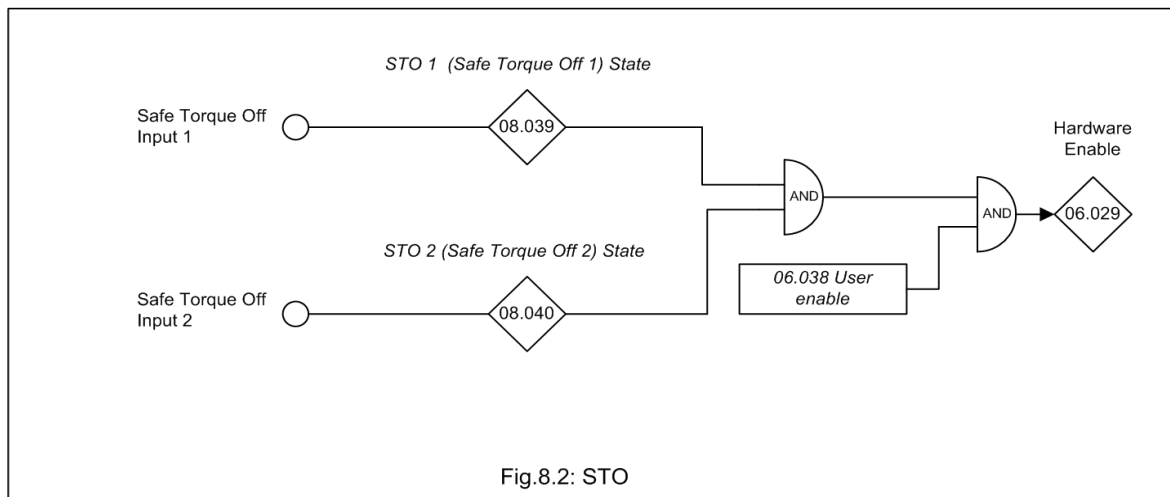 STO 1  (Safe Torque Off 1) State
Safe Torque Off
Input 1
08.039
Hardware
Enable
AND
AND
06.029
STO 2 (Safe Torque Off 2) State
06.038 User
enable
Safe Torque Off
Input 2
08.040
Fig.8.2: STO